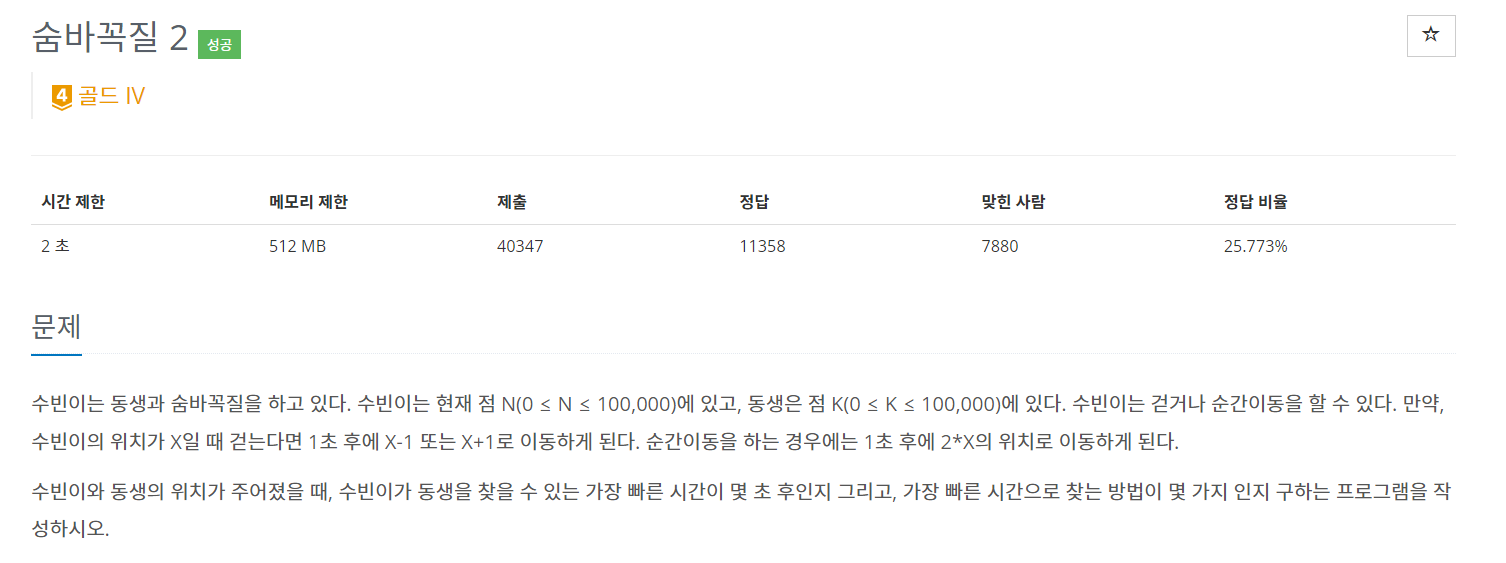 숨바꼭질 2 성공
4 골드 IV
시간 제한 메모리 제한 제출 정답 맞힌 사람 정답 비율
2 초 512 MB 40347 11358 7880 25.773%
문제
수빈이는 동생과 숨바꼭질을 하고 있다. 수빈이는 현재 점 N(0 ≤ N ≤ 100,000)에 있고, 동생은 점 K(0 ≤ K ≤ 100,000)에 있다. 수빈이는 걷거나 순간이동을 할 수 있다. 만약,
수빈이의 위치가 X일 때 걷는다면 1초 후에 X-1 또는 X+1로 이동하게 된다. 순간이동을 하는 경우에는 1초 후에 2*X의 위치로 이동하게 된다.
수빈이와 동생의 위치가 주어졌을 때, 수빈이가 동생을 찾을 수 있는 가장 빠른 시간이 몇 초 후인지 그리고, 가장 빠른 시간으로 찾는 방법이 몇 가지 인지 구하는 프로그램을 작
성하시오.